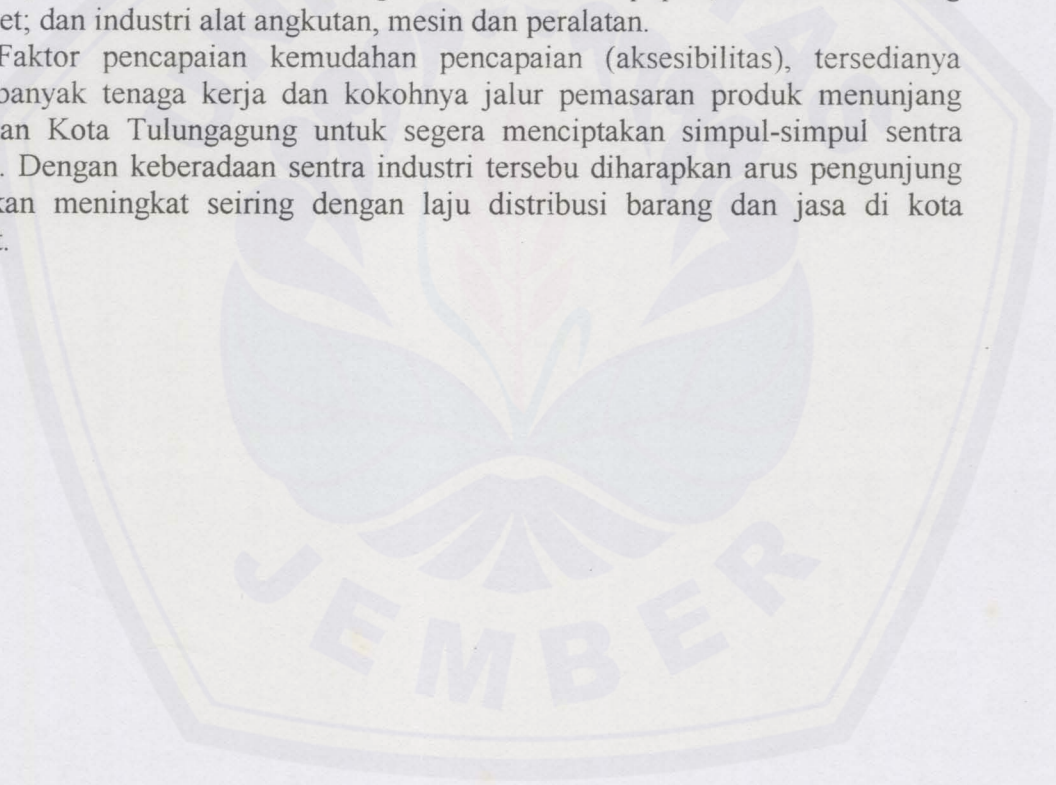 et; dan industri alat angkutan, mesin dan peralatan.
Faktor pencapaian kemudahan pencapaian (aksesibilitas), tersedianya
banyak tenaga kerja dan kokohnya jalur pemasaran produk menunjang
an Kota Tulungagung untuk segera menciptakan simpul-simpul sentra
. Dengan keberadaan sentra industri tersebu diharapkan arus pengunjung
kan meningkat seiring dengan laju distribusi barang dan jasa di kota
.
JEMBER